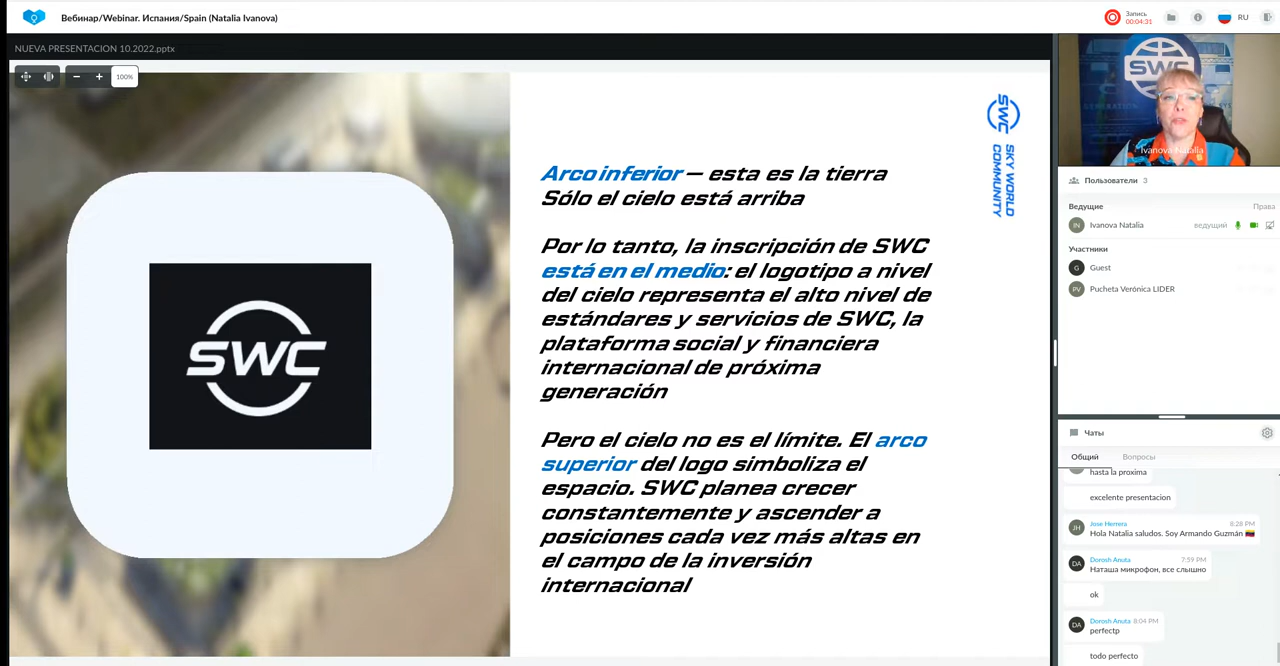 Вебинар/Webinar. Испания/Spain (Natalia Ivanova)
Запись
00:04:31
RU
NUEVA PRESENTACION 10.2022.pptx
100%
SWC
SWC
SKY WORLD
COMMUNITY
Arco inferior — esta es la tierra
Sólo el cielo está arriba
Por lo tanto, la inscripción de SWC
está en el medio: el logotipo a nivel
del cielo representa el alto nivel de
estándares y servicios de SWC, la
plataforma social y financiera
internacional de próxima
generación
Pero el cielo no es el límite. El arco
superior del logo simboliza el
espacio. SWC planea crecer
constantemente y ascender a
posiciones cada vez más altas en
el campo de la inversión
internacional
SWC
Ivanova Natalia
Пользователи 3
Ведущие
Права
IN
Ivanova Natalia
ведущий
Участники
G
Guest
PV
Pucheta Verónica LIDER
Чаты
Общий
Вопросы
hasta la proxima
excelente presentacion
JH
Jose Herrera
8:28 PM
Hola Natalia saludos. Soy Armando Guzmán
DA
Dorosh Anuta
7:59 PM
Наташа микрофон, все слышно
ok
DA
Dorosh Anuta 8:04 PM
perfectp
todo perfecto